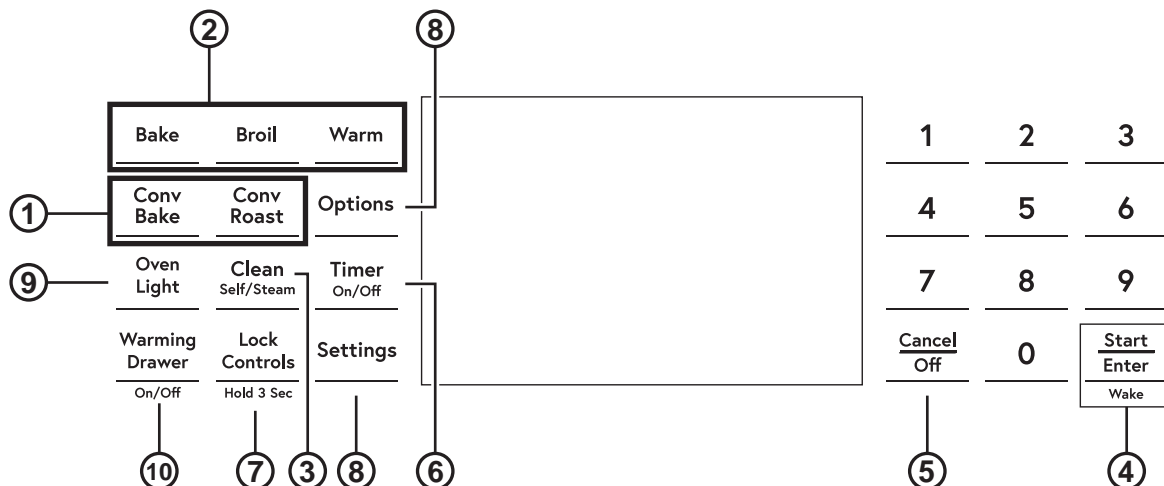 2
8
Bake Broil Warm
1 2 3
1
Conv Bake
Conv Roast
Options
4 5 6
9
Oven Light
Clean
Self/Steam
Timer
On/Off
7 8 9
Warming Drawer
On/Off
Lock Controls
Hold 3 Sec
Settings
Cancel
Off
0
Start
Enter
Wake
10 7 3 8 6 5 4